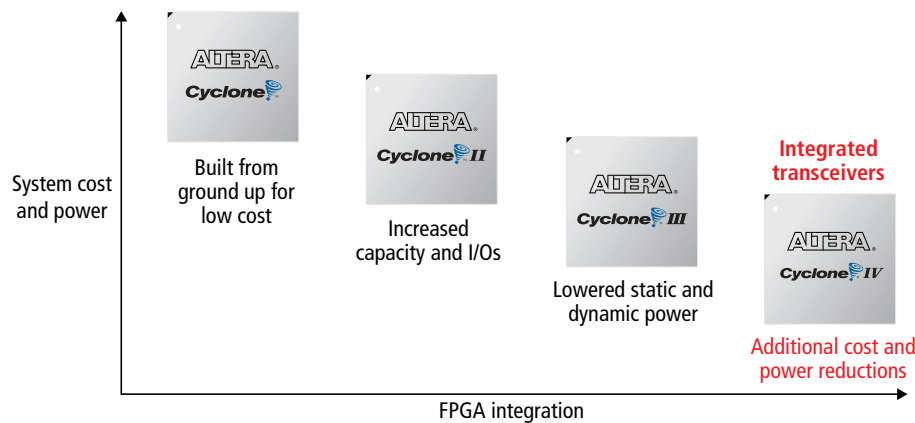 System cost
and power
ALTERA®
Cyclone™
Built from
ground up for
low cost
ALTERA®
Cyclone™ II
Increased
capacity and I/Os
ALTERA®
Cyclone® III
Lowered static and
dynamic power
Integrated
transceivers
ALTERA®
Cyclone® IV
Additional cost and
power reductions
FPGA integration